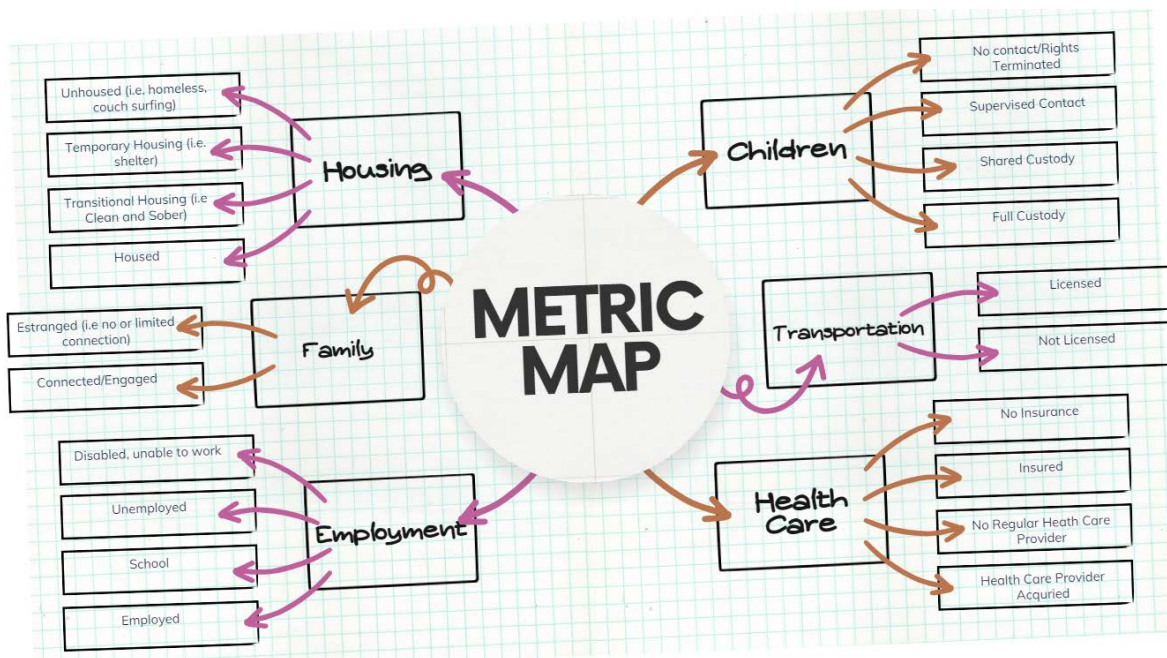 METRIC
MAP
Housing
Unhoused (i.e. homeless,
couch surfing)
Temporary Housing (i.e.
shelter)
Transitional Housing (i.e
Clean and Sober)
Housed
Family
Estranged (i.e no or limited
connection)
Connected/Engaged
Employment
Disabled, unable to work
Unemployed
School
Employed
Children
No contact/Rights
Terminated
Supervised Contact
Shared Custody
Full Custody
Transportation
Licensed
Not Licensed
Health
Care
No Insurance
Insured
No Regular Heath Care
Provider
Health Care Provider
Acquried